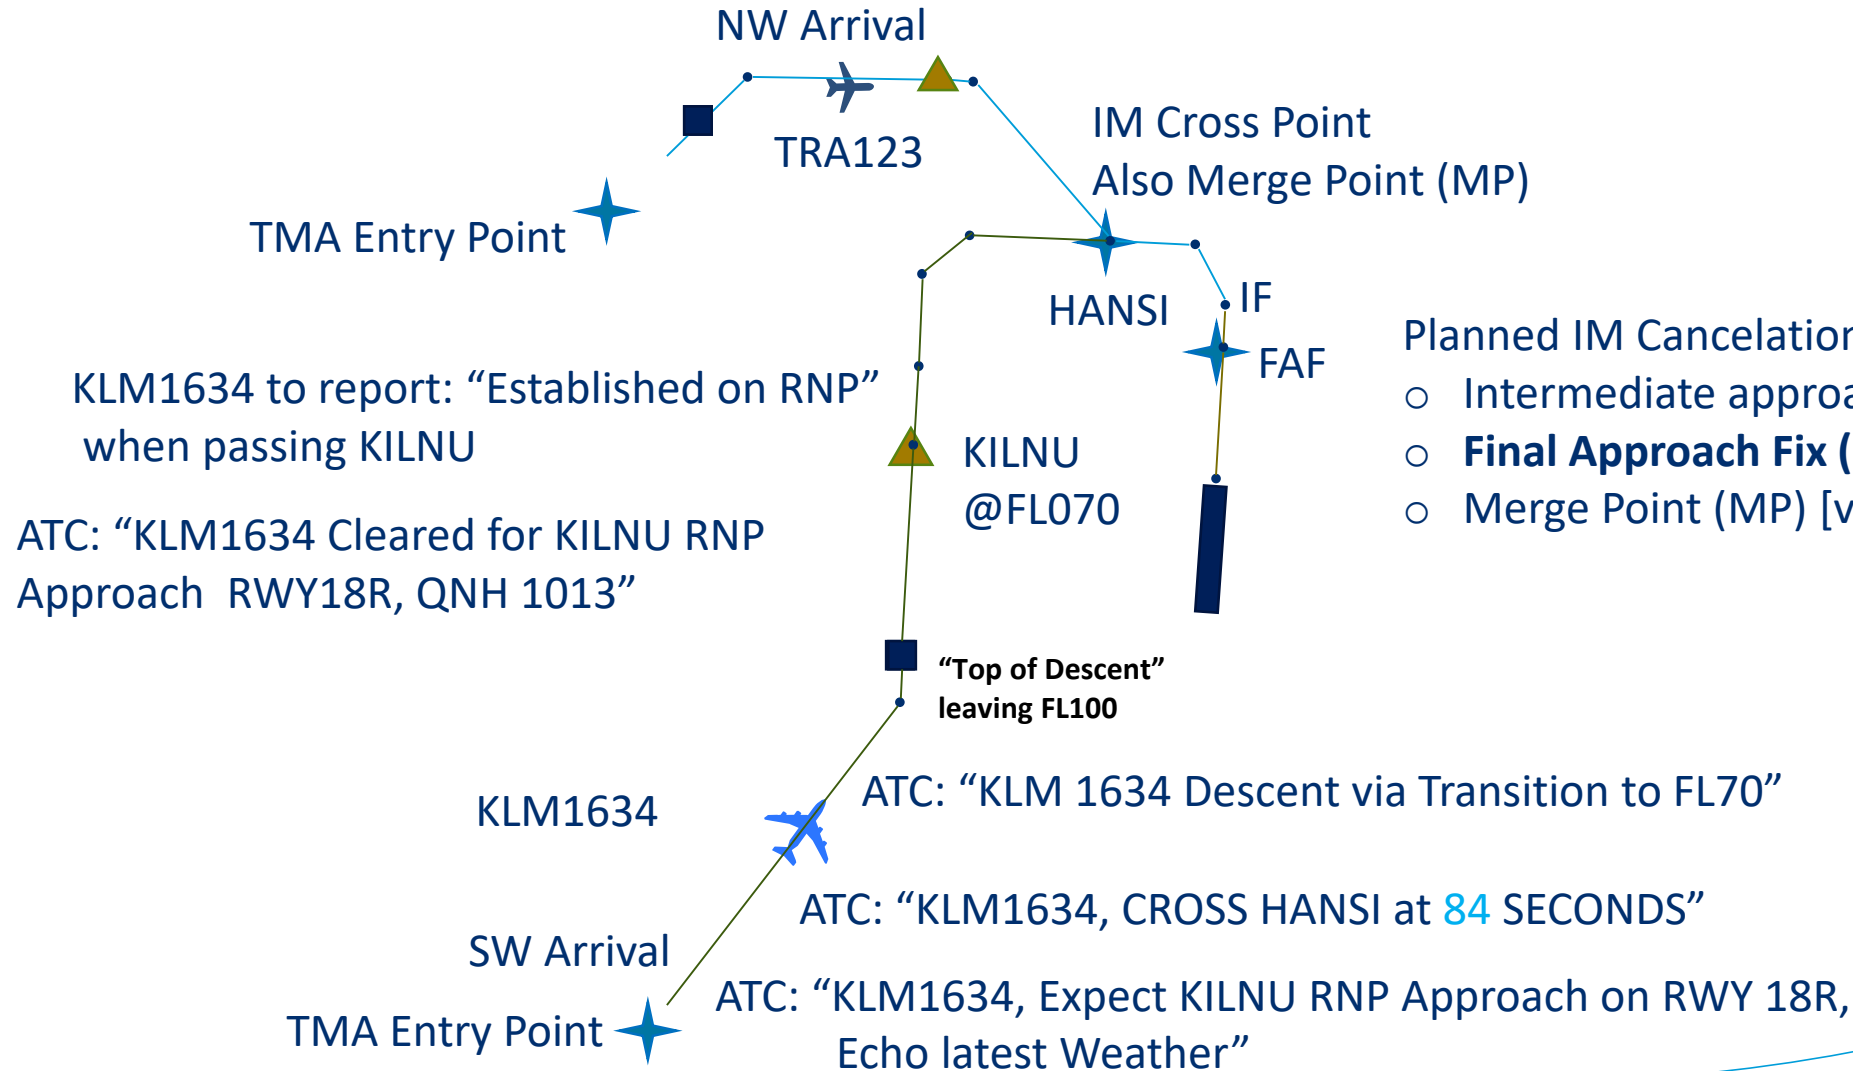 NW Arrival
TRA123
IM Cross Point
Also Merge Point (MP)
TMA Entry Point
HANSI
IF
FAF
Planned IM Cancelation
○ Intermediate approa
○ Final Approach Fix (
○ Merge Point (MP) [v
KLM1634 to report: “Established on RNP”
when passing KILNU
KILNU
@FL070
ATC: “KLM1634 Cleared for KILNU RNP
Approach RWY18R, QNH 1013”
“Top of Descent”
leaving FL100
KLM1634
ATC: “KLM 1634 Descent via Transition to FL70”
ATC: “KLM1634, CROSS HANSI at 84 SECONDS”
SW Arrival
TMA Entry Point
ATC: “KLM1634, Expect KILNU RNP Approach on RWY 18R,
Echo latest Weather”